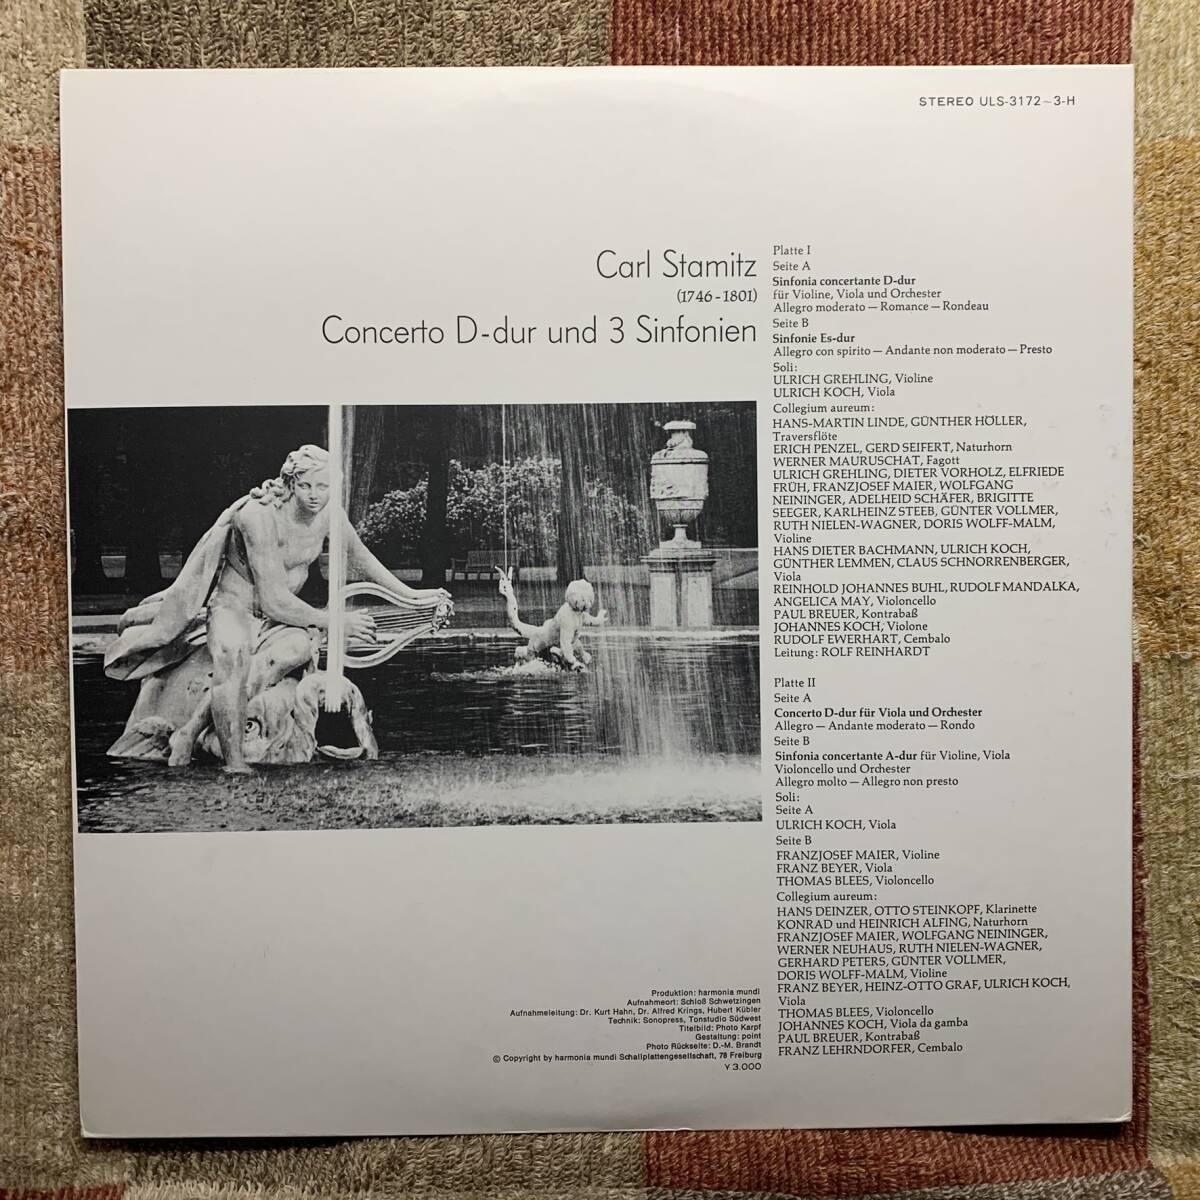 STEREO ULS-3172~3-H
Carl Stamitz
(1746-1801)
Concerto D-dur und 3 Sinfonien
Platte I
Seite A
Sinfonia concertante D-dur
für Violine, Viola und Orchester
Allegro moderato — Romance — Rondeau
Seite B
Sinfonie Es-dur
Allegro con spirito — Andante non moderato — Presto
Soli:
ULRICH GREHLING, Violine
ULRICH KOCH, Viola
Collegium aureum:
HANS-MARTIN LINDE, GÜNTHER HÖLLER,
Traversflöte
ERICH PENZEL, GERD SEIFERT, Naturhorn
WERNER MAURUSCHAT, Fagott
ULRICH GREHLING, DIETER VORHOLZ, ELFRIEDE
FRÜH, FRANZJOSEF MAIER, WOLFGANG
NEININGER, ADELHEID SCHÄFER, BRIGITTE
SEEGER, KARLHEINZ STEEB, GÜNTER VOLLMER,
RUTH NIELEN-WAGNER, DORIS WOLFF-MALM,
Violine
HANS DIETER BACHMANN, ULRICH KOCH,
GÜNTHER LEMMEN, CLAUS SCHNORRENBERGER,
Viola
REINHOLD JOHANNES BUHL, RUDOLF MANDALKA,
ANGELICA MAY, Violoncello
PAUL BREUER, Kontrabaß
JOHANNES KOCH, Violone
RUDOLF EWERHART, Cembalo
Leitung: ROLF REINHARDT
Platte II
Seite A
Concerto D-dur für Viola und Orchester
Allegro — Andante moderato — Rondo
Seite B
Sinfonia concertante A-dur für Violine, Viola
Violoncello und Orchester
Allegro molto — Allegro non presto
Soli:
Seite A
ULRICH KOCH, Viola
Seite B
FRANZJOSEF MAIER, Violine
FRANZ BEYER, Viola
THOMAS BLEES, Violoncello
Collegium aureum:
HANS DEINZER, OTTO STEINKOPF, Klarinette
KONRAD und HEINRICH ALFING, Naturhorn
FRANZJOSEF MAIER, WOLFGANG NEININGER,
WERNER NEUHAUS, RUTH NIELEN-WAGNER,
GERHARD PETERS, GÜNTER VOLLMER,
DORIS WOLFF-MALM, Violine
FRANZ BEYER, HEINZ-OTTO GRAF, ULRICH KOCH,
Viola
THOMAS BLEES, Violoncello
JOHANNES KOCH, Viola da gamba
PAUL BREUER, Kontrabaß
FRANZ LEHRNDORFER, Cembalo
Produktion: harmonia mundi
Aufnahmeort: Schloß Schwetzingen
Aufnahmeleitung: Dr. Kurt Hahn, Dr. Alfred Krings, Hubert Kübler
Technik: Sonopress, Tonstudio Südwest
Titelbild: Photo Karpf
Gestaltung: point
Photo Rückseite: D.-M. Brandt
© Copyright by harmonia mundi Schallplattengesellschaft, 78 Freiburg
¥3.000